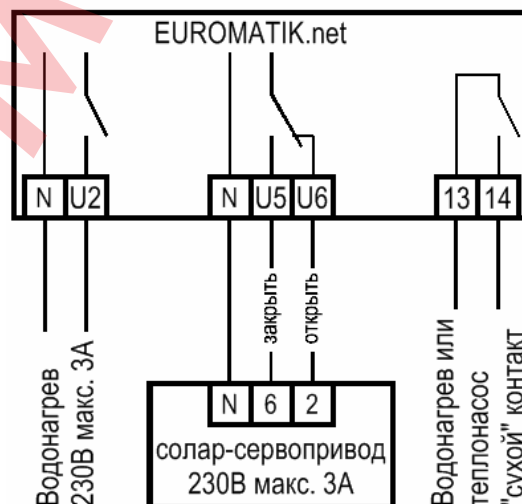 EUROMATIK.net
N U2 N U5 U6 13 14
закрыть
открыть
Водонагрев
230В макс. 3А
N 6 2
солар-сервопривод
230В макс. 3А
Водонагрев или
теплонасос
"сухой" контакт